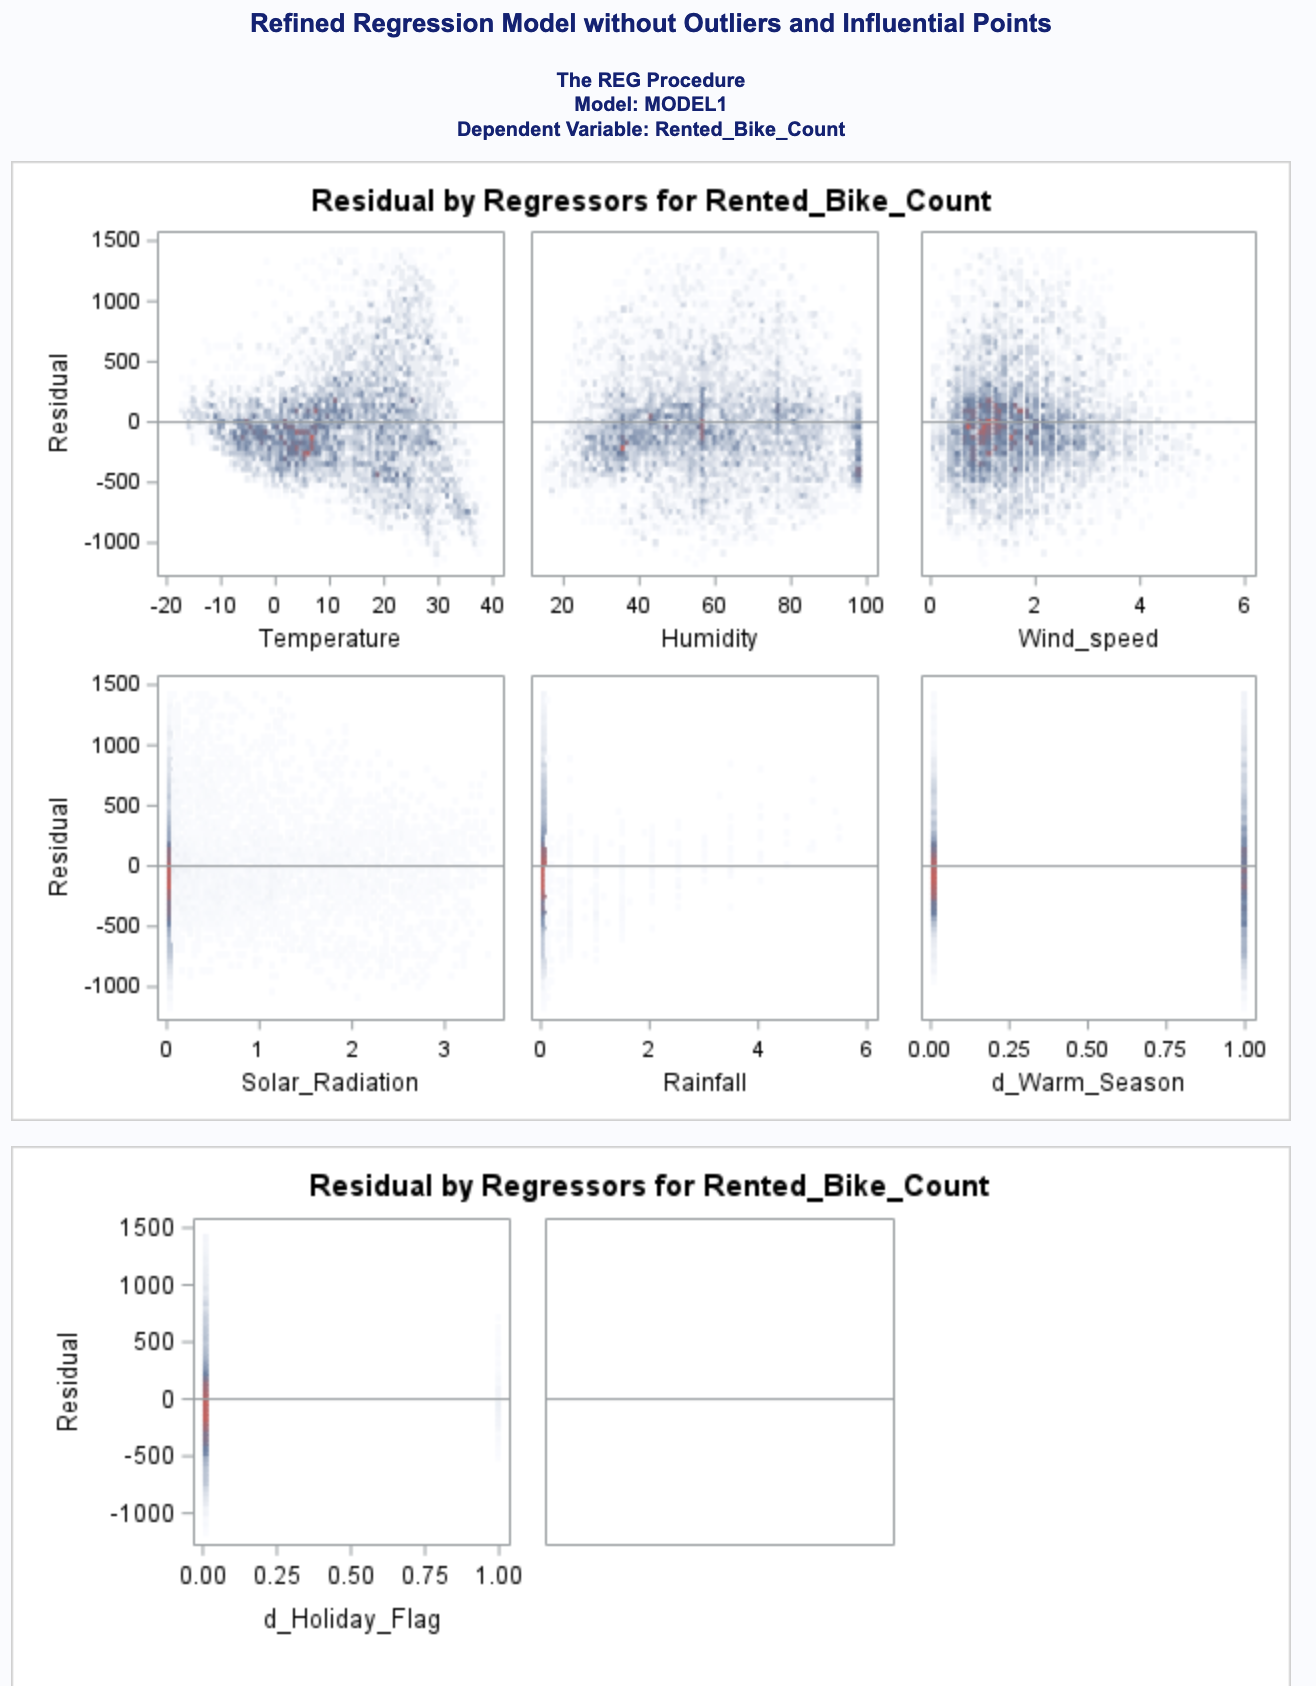 Refined Regression Model without Outliers and Influential Points
The REG Procedure
Model: MODEL1
Dependent Variable: Rented_Bike_Count
Residual by Regressors for Rented_Bike_Count
Residual
1500
1000
500
0
-500
-1000
-20 -10 0 10 20 30 40
Temperature
20 40 60 80 100
Humidity
0 2 4 6
Wind_speed
Residual
1500
1000
500
0
-500
-1000
0 1 2 3
Solar_Radiation
0 2 4 6
Rainfall
0.00 0.25 0.50 0.75 1.00
d_Warm_Season
Residual by Regressors for Rented_Bike_Count
Residual
1500
1000
500
0
-500
-1000
0.00 0.25 0.50 0.75 1.00
d_Holiday_Flag